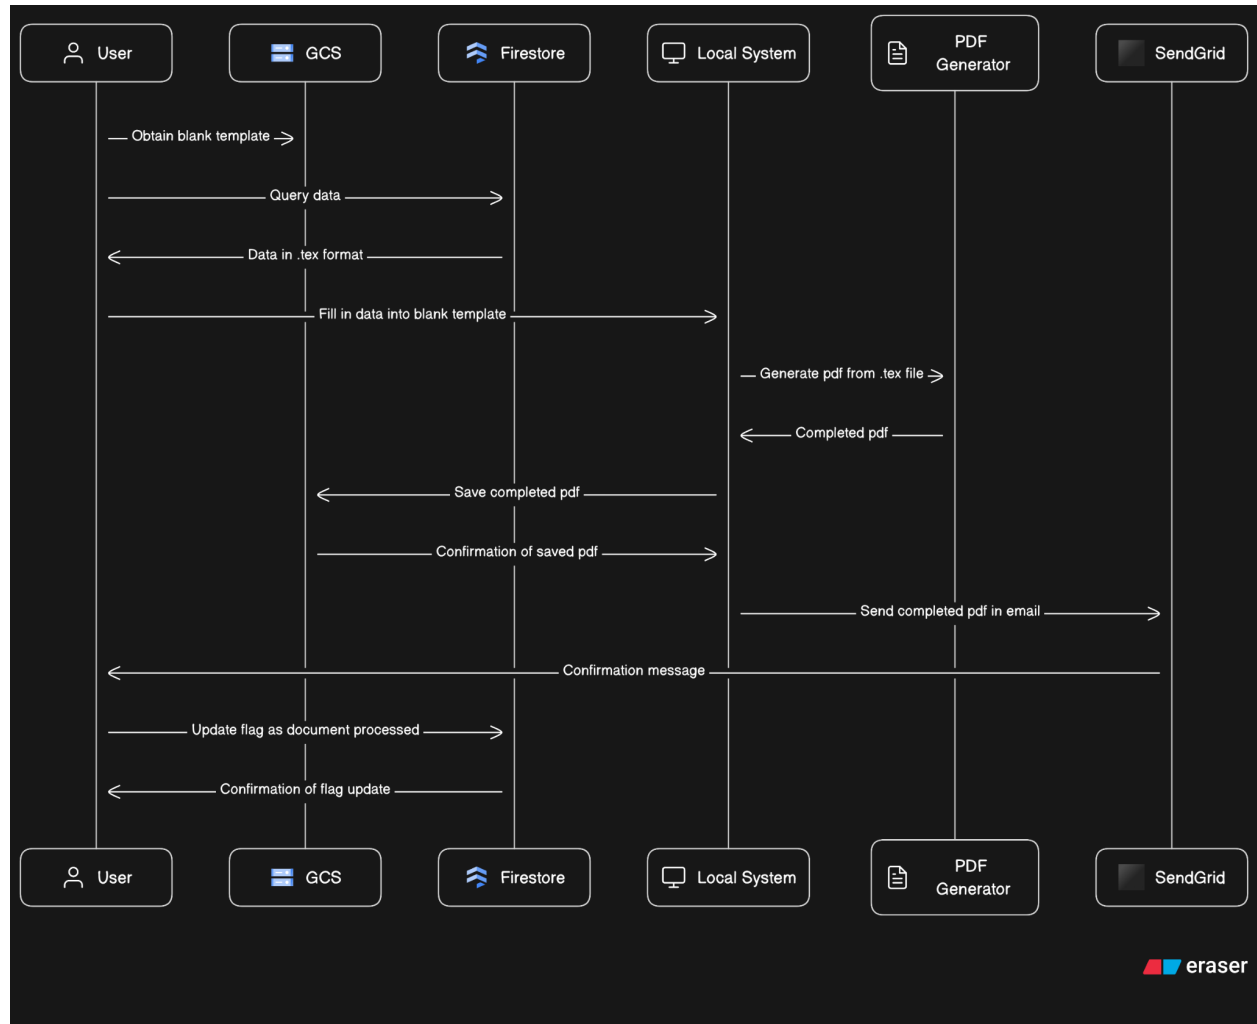 User
GCS
Firestore
Local System
PDF
Generator
SendGrid
Obtain blank template
Query data
Data in .tex format
Fill in data into blank template
Generate pdf from .tex file
Completed pdf
Save completed pdf
Confirmation of saved pdf
Send completed pdf in email
Confirmation message
Update flag as document processed
Confirmation of flag update
User
GCS
Firestore
Local System
PDF
Generator
SendGrid
eraser